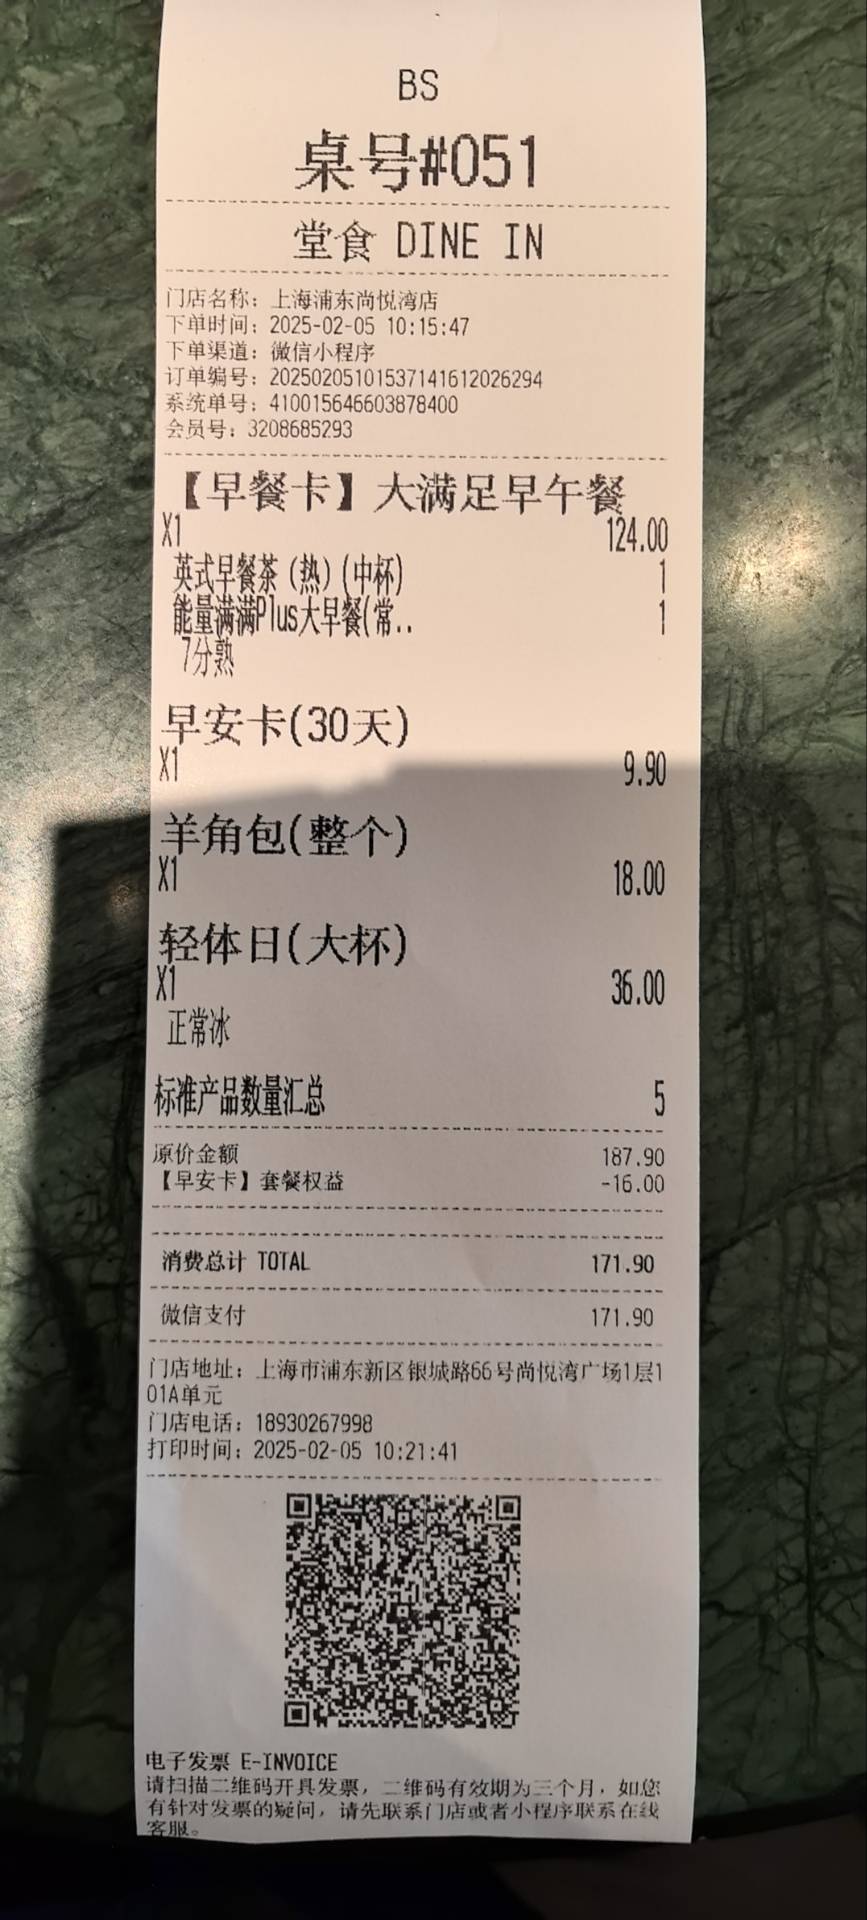 BS
桌号#051
堂食 DINE IN
门店名称: 上海浦东尚悦湾店
下单时间: 2025-02-05 10:15:47
下单渠道: 微信小程序
订单编号: 20250205101537141612026294
系统单号: 410015646603878400
会员号: 3208685293
【早餐卡】大满足早午餐
X1 124.00
英式早餐茶 (热) (中杯) 1
能量满满Plus大早餐(常.. 1
7分熟
早安卡(30天)
X1 9.90
羊角包(整个)
X1 18.00
轻体日(大杯)
X1 36.00
正常冰
标准产品数量汇总 5
原价金额 187.90
【早安卡】套餐权益 -16.00
消费总计 TOTAL 171.90
微信支付 171.90
门店地址: 上海市浦东新区银城路66号尚悦湾广场1层1
01A单元
门店电话: 18930267998
打印时间: 2025-02-05 10:21:41
电子发票 E-INVOICE
请扫描二维码开具发票，二维码有效期为三个月，如您
有针对发票的疑问，请先联系门店或者小程序联系在线
客服。